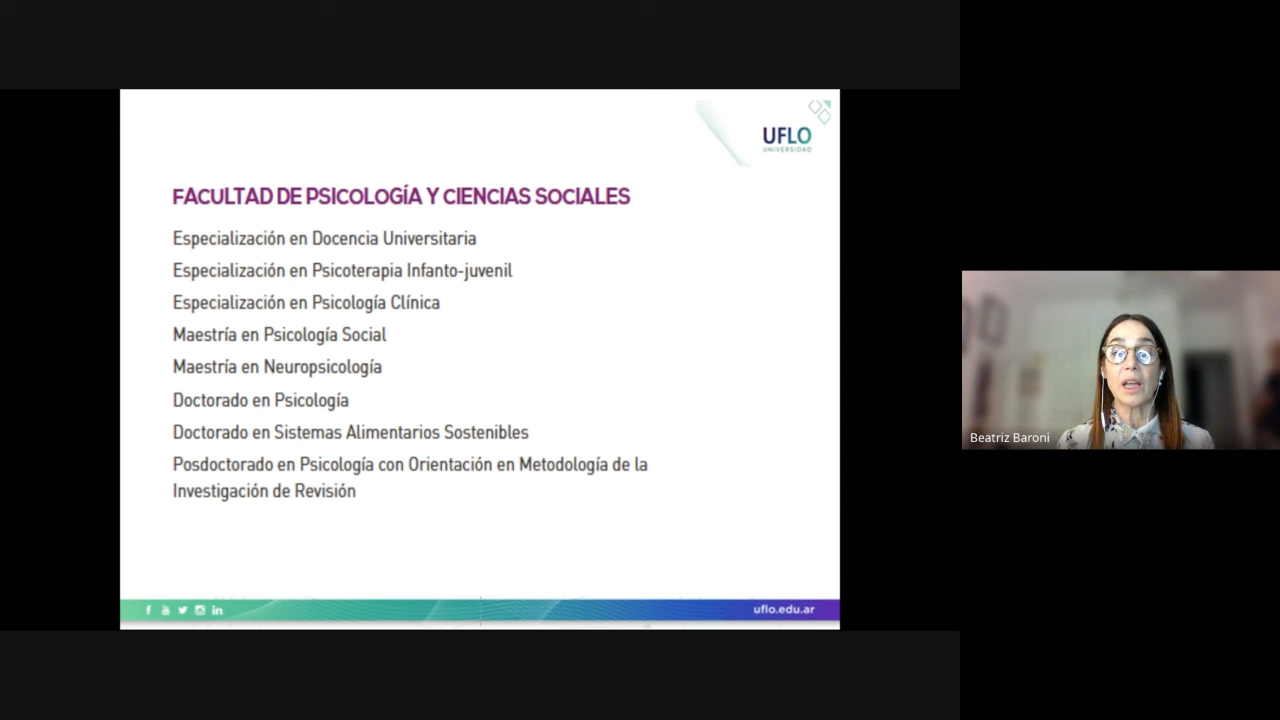 UFLO
UNIVERSIDAD
FACULTAD DE PSICOLOGÍA Y CIENCIAS SOCIALES
Especialización en Docencia Universitaria
Especialización en Psicoterapia Infanto-juvenil
Especialización en Psicología Clínica
Maestría en Psicología Social
Maestría en Neuropsicología
Doctorado en Psicología
Doctorado en Sistemas Alimentarios Sostenibles
Posdoctorado en Psicología con Orientación en Metodología de la
Investigación de Revisión
uflo.edu.ar
Beatriz Baroni